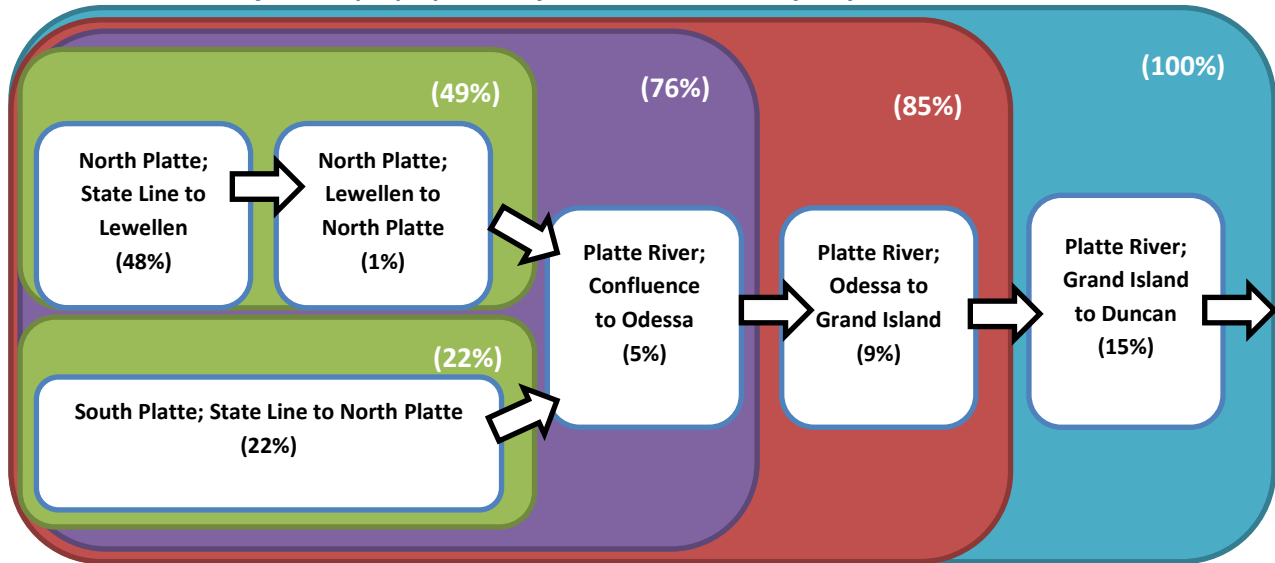 (49%)
(76%)
(85%)
(100%)
North Platte;
State Line to
Lewellen
(48%)
North Platte;
Lewellen to
North Platte
(1%)
Platte River;
Confluence
to Odessa
(5%)
Platte River;
Odessa to
Grand Island
(9%)
Platte River;
Grand Island
to Duncan
(15%)
(22%)
South Platte; State Line to North Platte
(22%)